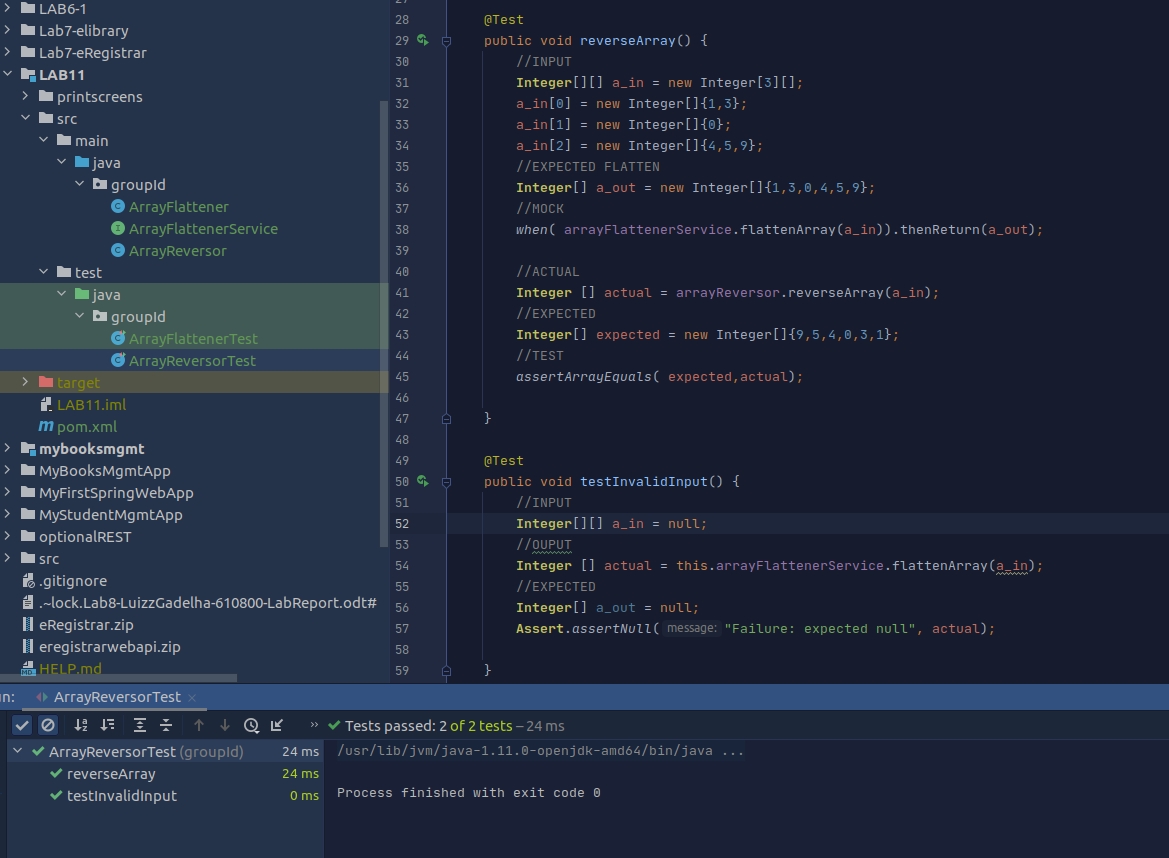 LAB6-1
Lab7-elibrary
Lab7-eRegistrar
LAB11
printscreens
src
main
java
groupId
ArrayFlattener
ArrayFlattenerService
ArrayReversor
test
java
groupId
ArrayFlattenerTest
ArrayReversorTest
target
LAB11.iml
pom.xml
mybooksmgmt
MyBooksMgmtApp
MyFirstSpringWebApp
MyStudentMgmtApp
optionalREST
src
.gitignore
.~lock.Lab8-LuizzGadelha-610800-LabReport.odt#
eRegistrar.zip
eregistrarwebapi.zip
HELP.md
27
28 @Test
29 public void reverseArray() {
30 //INPUT
31 Integer[][] a_in = new Integer[3][];
32 a_in[0] = new Integer[]{1,3};
33 a_in[1] = new Integer[]{0};
34 a_in[2] = new Integer[]{4,5,9};
35 //EXPECTED FLATTEN
36 Integer[] a_out = new Integer[]{1,3,0,4,5,9};
37 //MOCK
38 when( arrayFlattenerService.flattenArray(a_in)).thenReturn(a_out);
39
40 //ACTUAL
41 Integer [] actual = arrayReversor.reverseArray(a_in);
42 //EXPECTED
43 Integer[] expected = new Integer[]{9,5,4,0,3,1};
44 //TEST
45 assertArrayEquals( expected,actual);
46
47 }
48
49 @Test
50 public void testInvalidInput() {
51 //INPUT
52 Integer[][] a_in = null;
53 //OUPUT
54 Integer [] actual = this.arrayFlattenerService.flattenArray(a_in);
55 //EXPECTED
56 Integer[] a_out = null;
57 Assert.assertNull( message: "Failure: expected null", actual);
58
59 }
un: ArrayReversorTest ×
» Tests passed: 2 of 2 tests – 24 ms
ArrayReversorTest (groupId) 24 ms
reverseArray 24 ms
testInvalidInput 0 ms
/usr/lib/jvm/java-1.11.0-openjdk-amd64/bin/java ...
Process finished with exit code 0